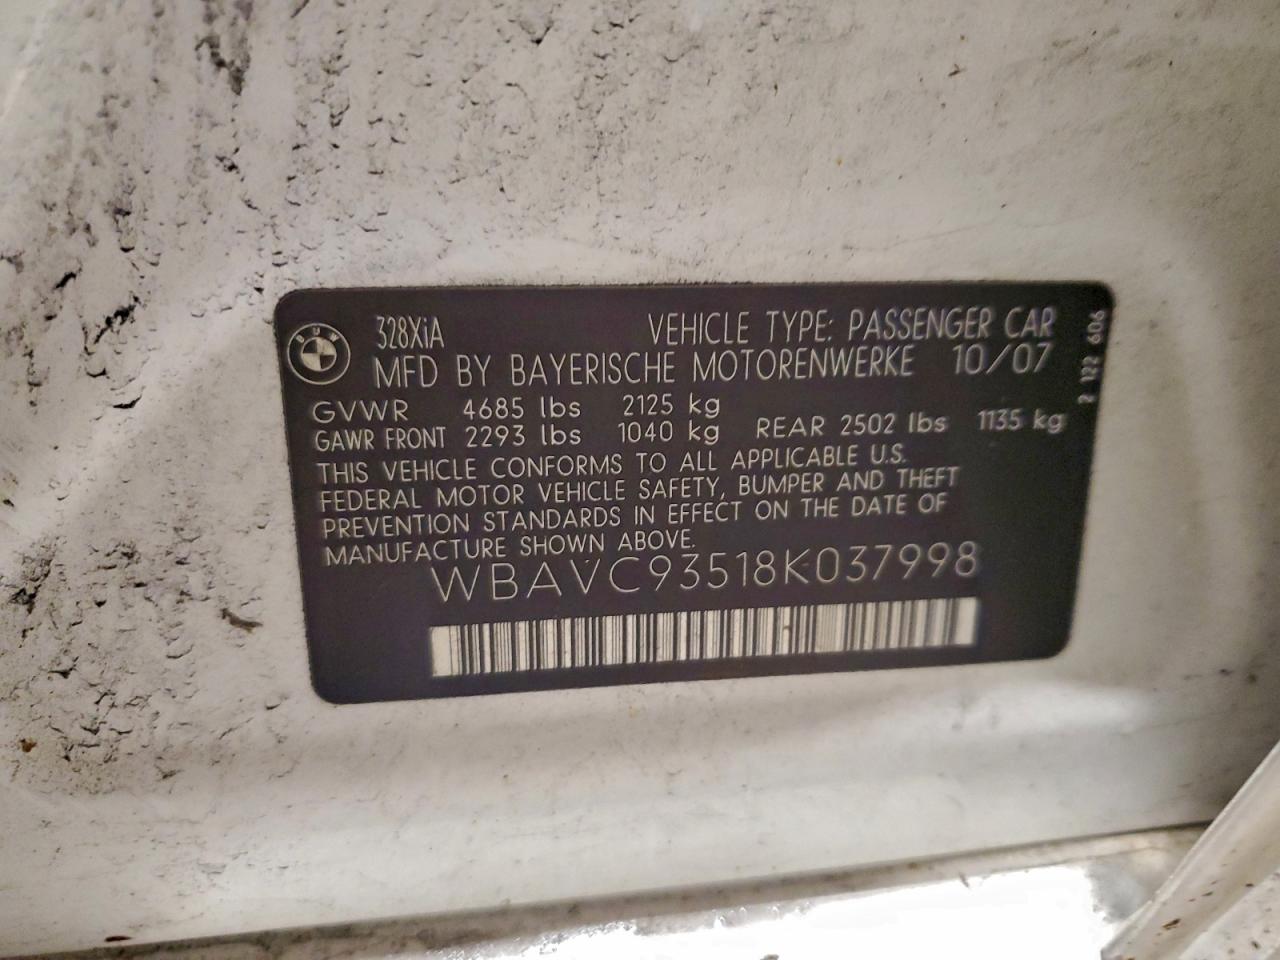 328XiA VEHICLE TYPE: PASSENGER CAR
MFD BY BAYERISCHE MOTORENWERKE 10/07
GVWR 4685 lbs 2125 kg
GAWR FRONT 2293 lbs 1040 kg REAR 2502 lbs 1135 kg
THIS VEHICLE CONFORMS TO ALL APPLICABLE U.S.
FEDERAL MOTOR VEHICLE SAFETY, BUMPER AND THEFT
PREVENTION STANDARDS IN EFFECT ON THE DATE OF
MANUFACTURE SHOWN ABOVE.
WBAVC93518K037998
2 122 606